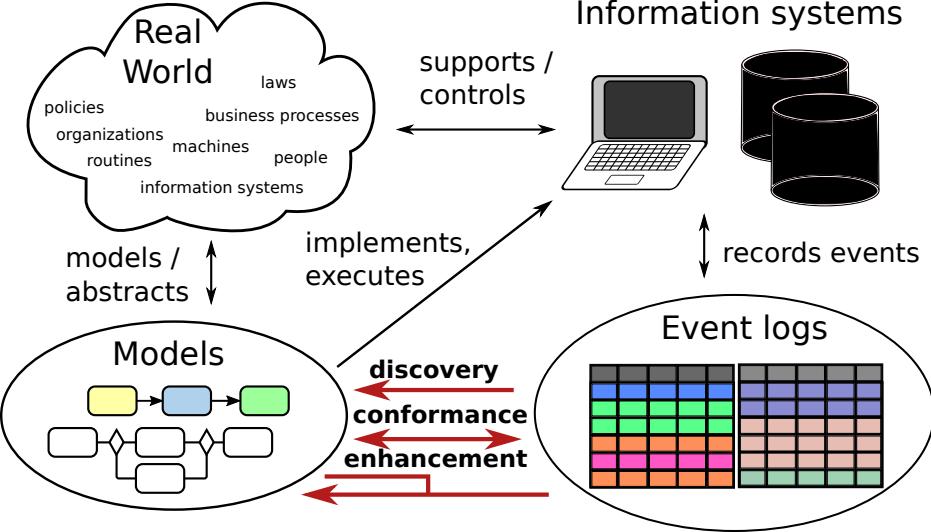 Information systems
Real
World
laws
policies
business processes
organizations
machines
routines
people
information systems
supports /
controls
models /
abstracts
implements,
executes
records events
Models
Event logs
discovery
conformance
enhancement